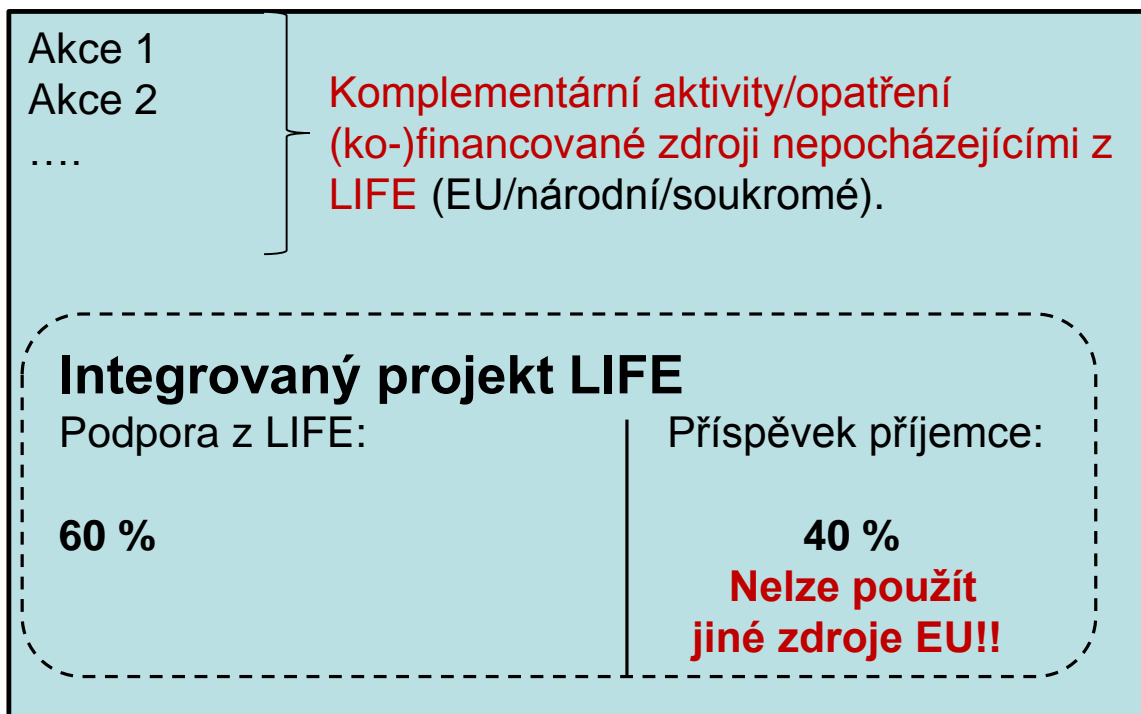 Akce 1
Akce 2
….
Komplementární aktivity/opatření
(ko-)financované zdroji nepocházejícími z
LIFE (EU/národní/soukromé).
Integrovaný projekt LIFE
Podpora z LIFE:
60 %
Příspěvek příjemce:
40 %
Nelze použít
jiné zdroje EU!!